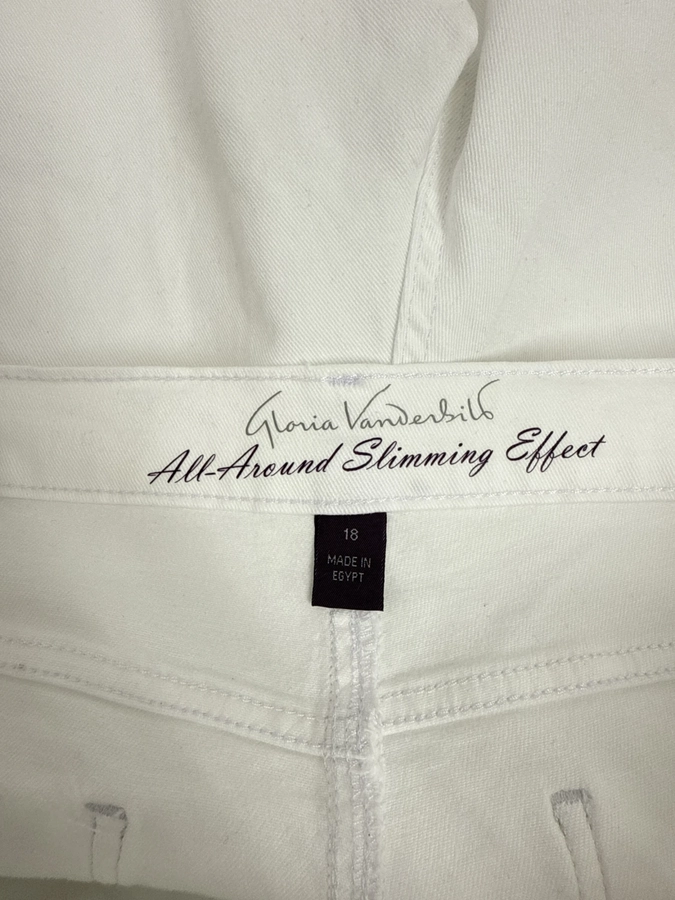 Gloria Vanderbilt
All-Around Slimming Effect
18
MADE IN
EGYPT